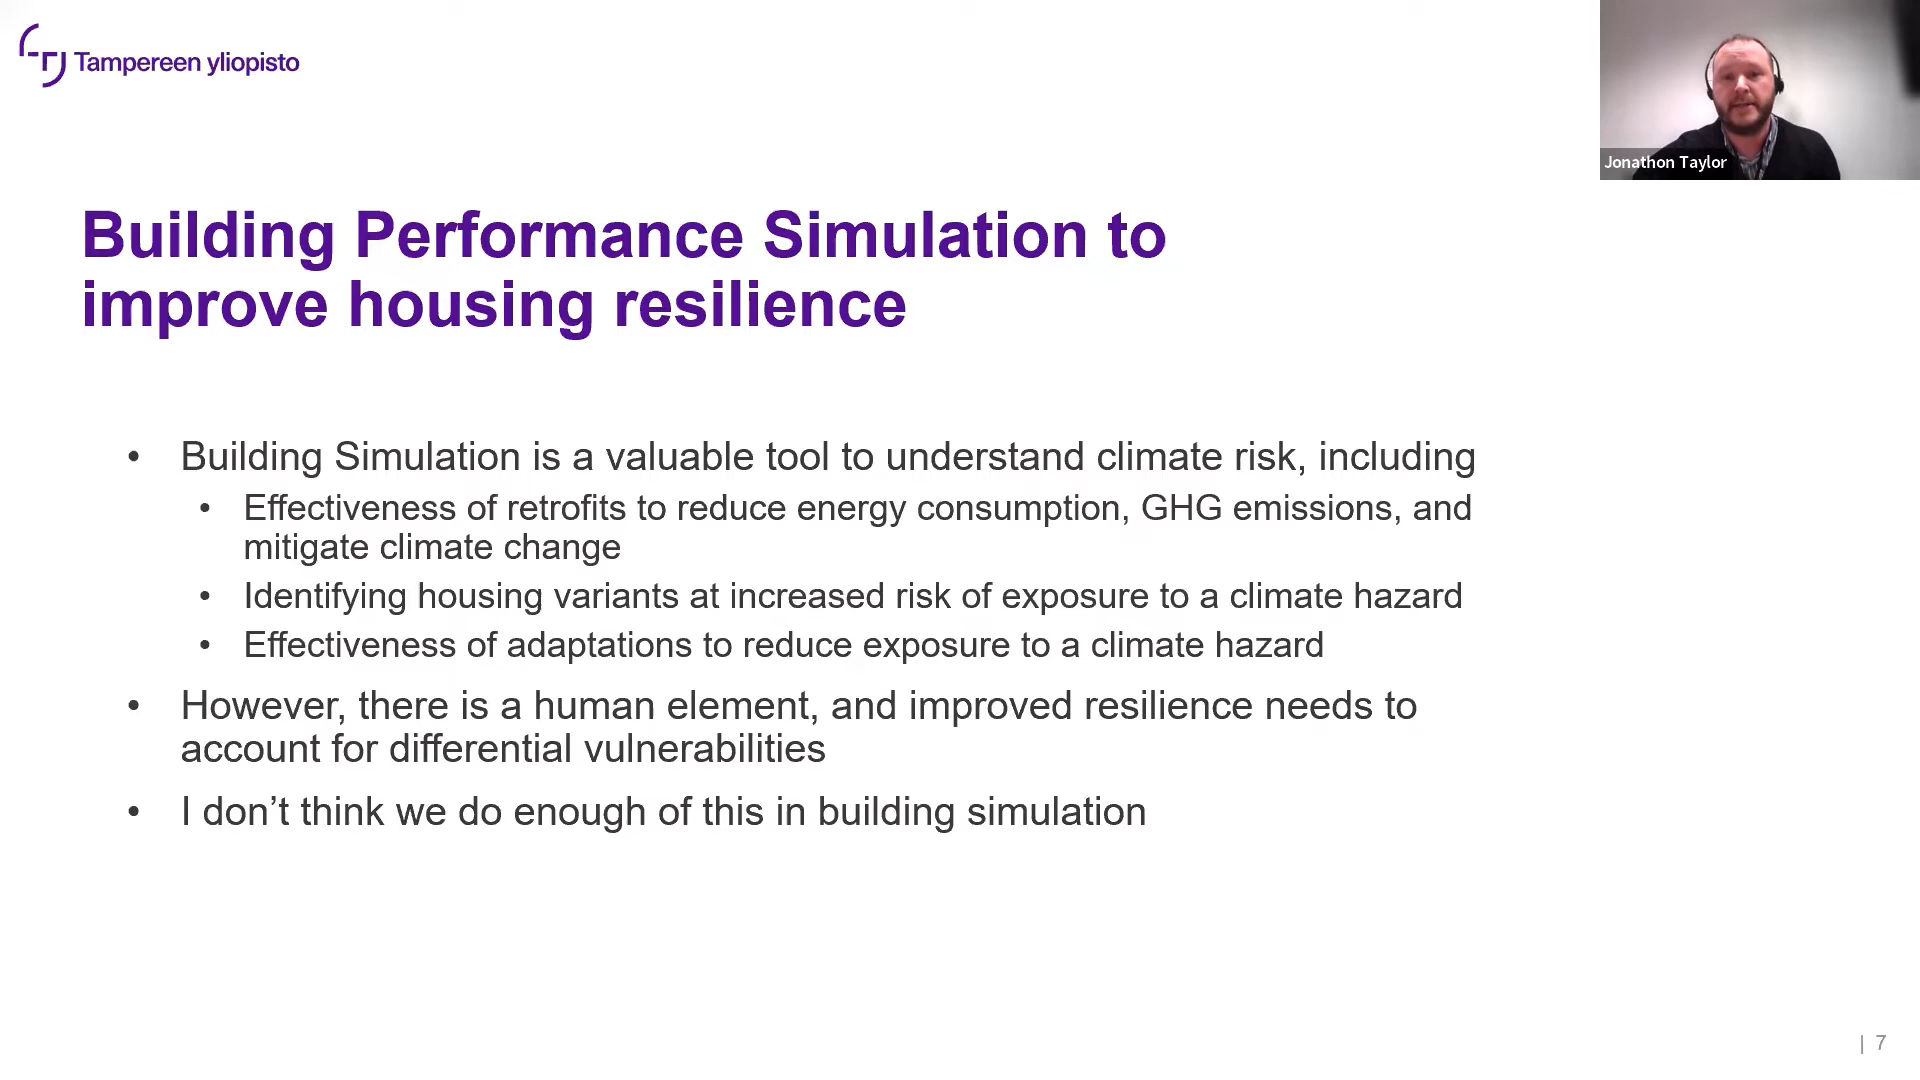 Tampereen yliopisto
Jonathon Taylor
Building Performance Simulation to
improve housing resilience
• Building Simulation is a valuable tool to understand climate risk, including
• Effectiveness of retrofits to reduce energy consumption, GHG emissions, and
mitigate climate change
• Identifying housing variants at increased risk of exposure to a climate hazard
• Effectiveness of adaptations to reduce exposure to a climate hazard
• However, there is a human element, and improved resilience needs to
account for differential vulnerabilities
• I don’t think we do enough of this in building simulation
| 7